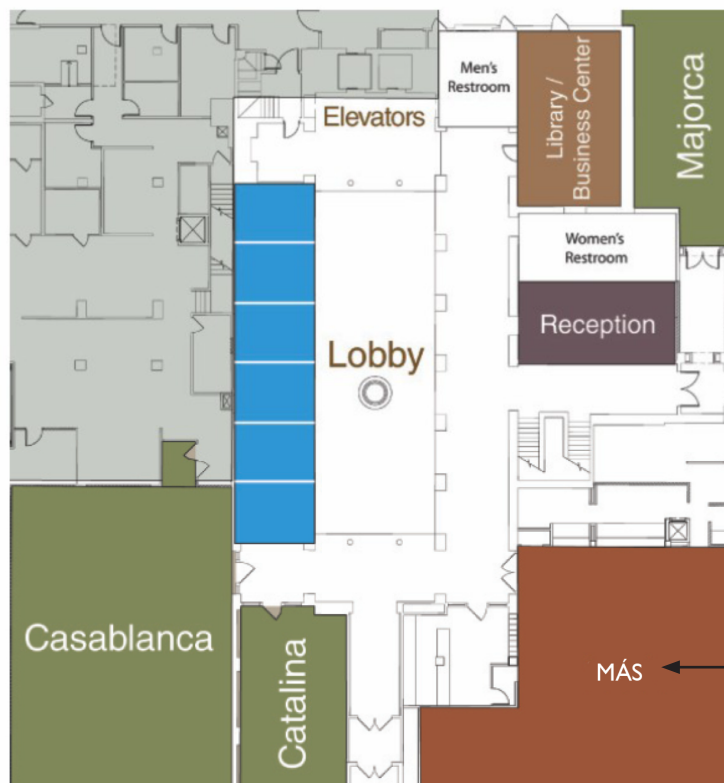 Men's
Restroom
Library /
Business Center
Majorca
Elevators
Women's
Restroom
Reception
Lobby
Casablanca
Catalina
MÁS